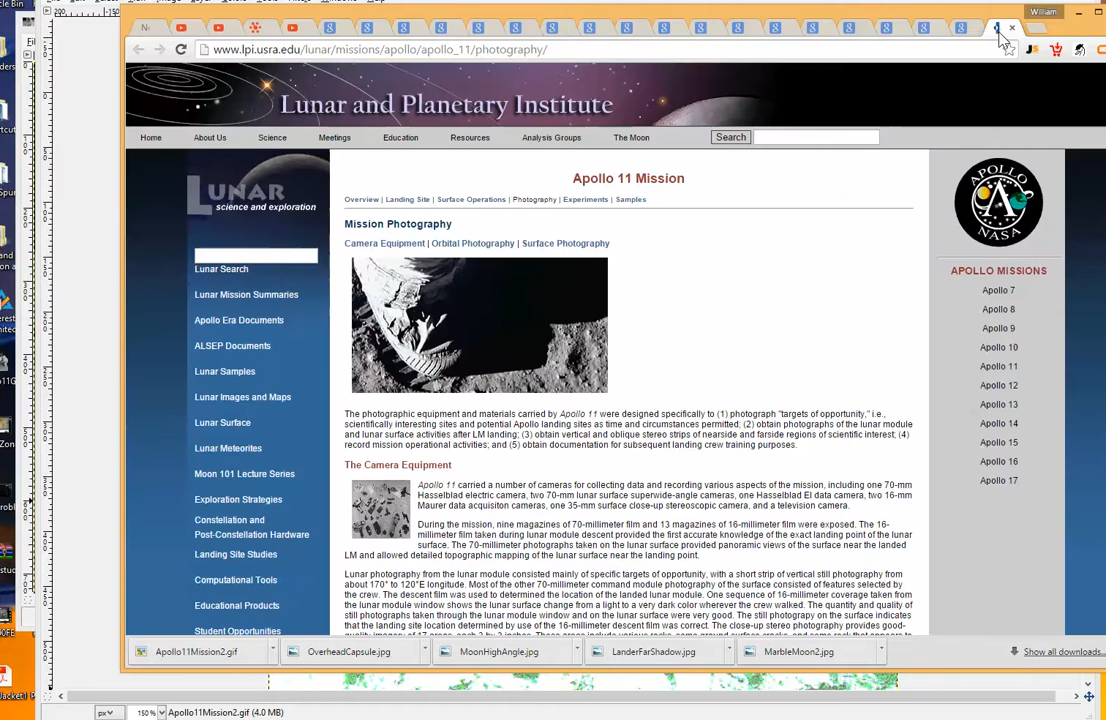 William
www.lpi.usra.edu/lunar/missions/apollo/apollo_11/photography/
Lunar and Planetary Institute
Home About Us Science Meetings Education Resources Analysis Groups The Moon Search
LUNAR
science and exploration
Lunar Search
Lunar Mission Summaries
Apollo Era Documents
ALSEP Documents
Lunar Samples
Lunar Images and Maps
Lunar Surface
Lunar Meteorites
Moon 101 Lecture Series
Exploration Strategies
Constellation and
Post-Constellation Hardware
Landing Site Studies
Computational Tools
Educational Products
Student Opportunities
Apollo 11 Mission
Overview | Landing Site | Surface Operations | Photography | Experiments | Samples
Mission Photography
Camera Equipment | Orbital Photography | Surface Photography
The photographic equipment and materials carried by Apollo 11 were designed specifically to (1) photograph "targets of opportunity," i.e.,
scientifically interesting sites and potential Apollo landing sites as time and circumstances permitted; (2) obtain photographs of the lunar module
and lunar surface activities after LM landing; (3) obtain vertical and oblique stereo strips of nearside and farside regions of scientific interest; (4)
record mission operational activities; and (5) obtain documentation for subsequent landing crew training purposes.
The Camera Equipment
Apollo 11 carried a number of cameras for collecting data and recording various aspects of the mission, including one 70-mm
Hasselblad electric camera, two 70-mm lunar surface superwide-angle cameras, one Hasselblad El data camera, two 16-mm
Maurer data acquisiton cameras, one 35-mm surface close-up stereoscopic camera, and a television camera.
During the mission, nine magazines of 70-millimeter film and 13 magazines of 16-millimeter film were exposed. The 16-
millimeter film taken during lunar module descent provided the first accurate knowledge of the exact landing point of the lunar
surface. The 70-millimeter photographs taken on the lunar surface provided panoramic views of the surface near the landed
LM and allowed detailed topographic mapping of the lunar surface near the landing point.
Lunar photography from the lunar module consisted mainly of specific targets of opportunity, with a short strip of vertical still photography from
about 170° to 120°E longitude. Most of the other 70-millimeter command module photography of the surface consisted of features selected by
the crew. The descent film was used to determined the location of the landed lunar module. One sequence of 16-millimeter coverage taken from
the lunar module window shows the lunar surface change from a light to a very dark color wherever the crew walked. The quantity and quality of
still photographs taken through the lunar module window and on the lunar surface were very good. The still photograpy on the surface indicates
that the landing site location determined by use of the 16-millimeter descent film was correct. The close-up stereo photography provides good-
APOLLO
NASA
APOLLO MISSIONS
Apollo 7
Apollo 8
Apollo 9
Apollo 10
Apollo 11
Apollo 12
Apollo 13
Apollo 14
Apollo 15
Apollo 16
Apollo 17
Apollo11Mission2.gif OverheadCapsule.jpg MoonHighAngle.jpg LanderFarShadow.jpg MarbleMoon2.jpg Show all downloads...
px 150% Apollo11Mission2.gif (4.0 MB)